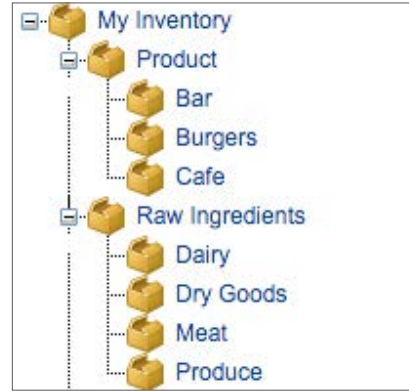 My Inventory
Product
Bar
Burgers
Cafe
Raw Ingredients
Dairy
Dry Goods
Meat
Produce